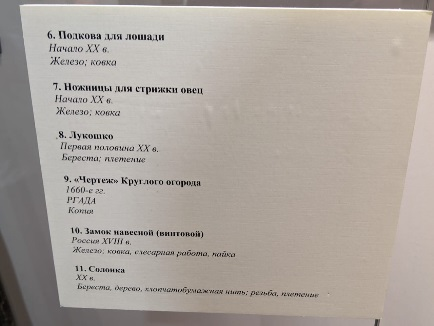 6. Подкова для лошади
Начало XX в.
Железо; ковка
7. Ножницы для стрижки овец
Начало XX в.
Железо; ковка
8. Лукошко
Первая половина XX в.
Береста; плетение
9. «Чертеж» Круглого огорода
1660-е гг.
РГАДА
Копия
10. Замок навесной (винтовой)
Россия XVIII в.
Железо; ковка, слесарная работа, пайка
11. Солонка
XX в.
Береста, дерево, хлопчатобумажная нить; резьба, плетение